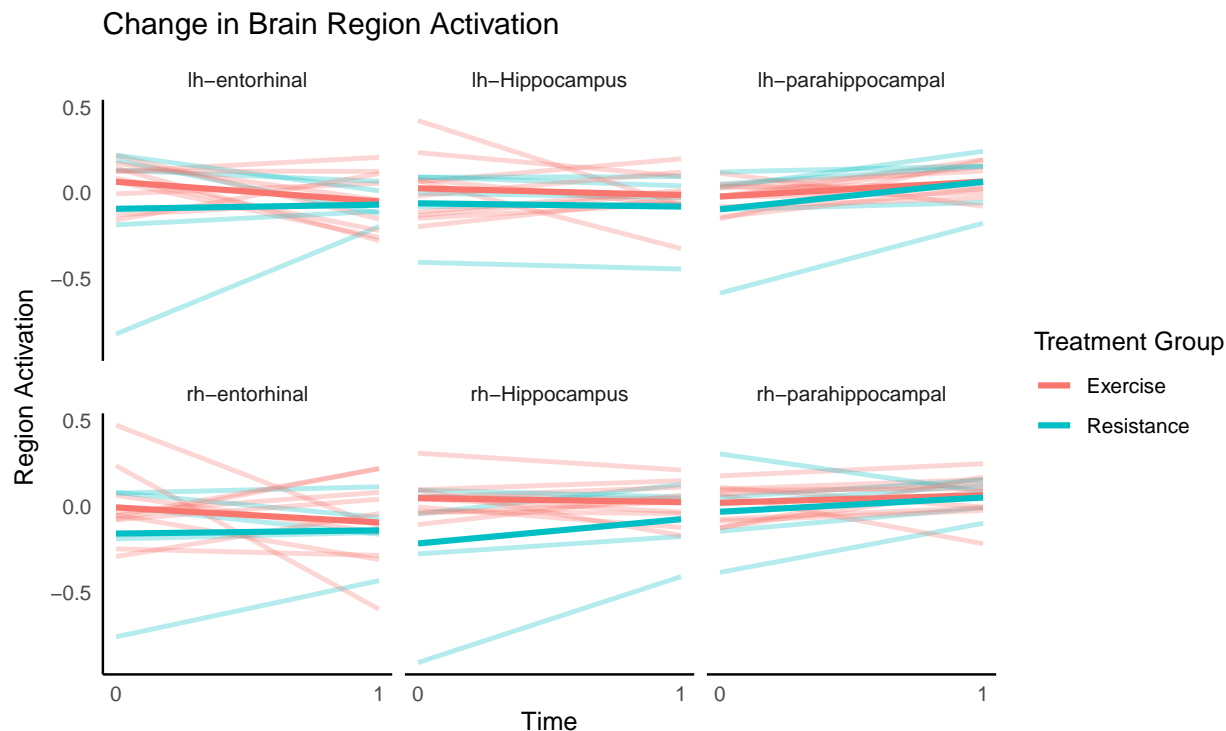 Change in Brain Region Activation
lh−entorhinal
lh−Hippocampus
lh−parahippocampal
0.5
0.0
−0.5
rh−entorhinal
rh−Hippocampus
rh−parahippocampal
0.5
0.0
−0.5
0
1
0
1
0
1
Time
Region Activation
Treatment Group
Exercise
Resistance